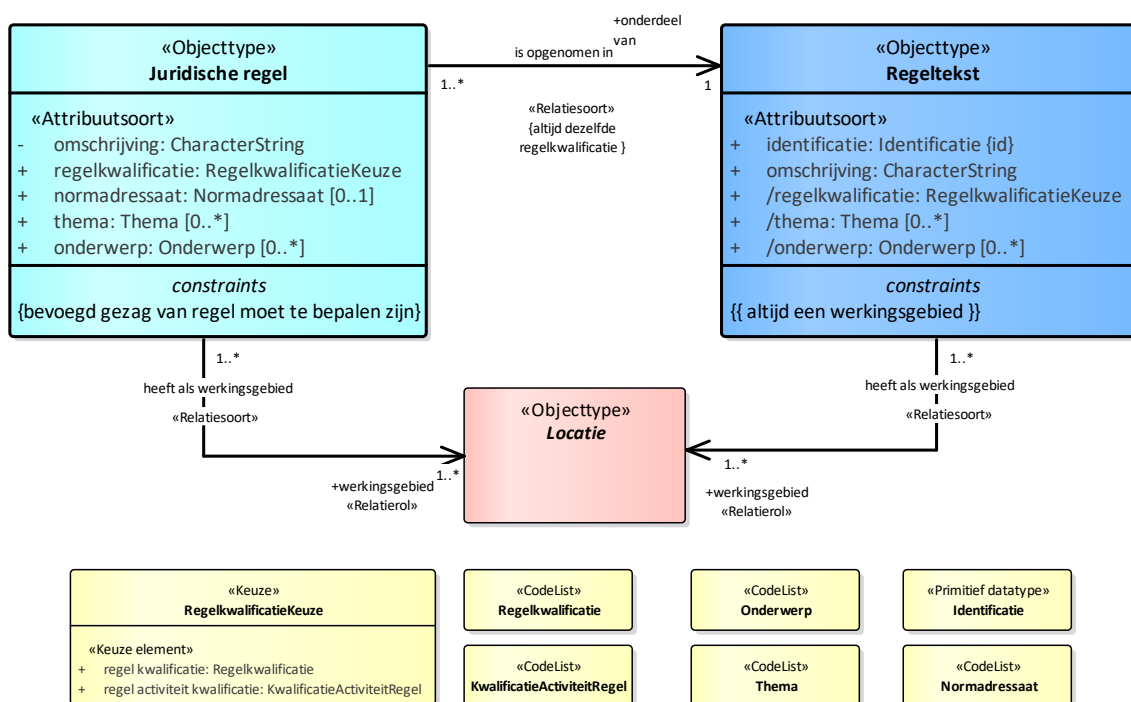 «Objecttype»
Juridische regel
«Attribuutsoort»
- omschrijving: CharacterString
+ regelkwalificatie: RegelkwalificatieKeuze
+ normadressaat: Normadressaat [0..1]
+ thema: Thema [0..*]
+ onderwerp: Onderwerp [0..*]
constraints
{bevoegd gezag van regel moet te bepalen zijn}
+onderdeel
van
is opgenomen in
1..*
1
«Relatiesoort»
{altijd dezelfde
regelkwalificatie }
«Objecttype»
Regeltekst
«Attribuutsoort»
+ identificatie: Identificatie {id}
+ omschrijving: CharacterString
+ /regelkwalificatie: RegelkwalificatieKeuze
+ /thema: Thema [0..*]
+ /onderwerp: Onderwerp [0..*]
constraints
{{ altijd een werkingsgebied }}
1..*
heeft als werkingsgebied
«Relatiesoort»
1..*
+werkingsgebied
«Relatierol»
«Objecttype»
Locatie
1..*
heeft als werkingsgebied
«Relatiesoort»
1..*
+werkingsgebied
«Relatierol»
«Keuze»
RegelkwalificatieKeuze
«Keuze element»
+ regel kwalificatie: Regelkwalificatie
+ regel activiteit kwalificatie: KwalificatieActiviteitRegel
«CodeList»
Regelkwalificatie
«CodeList»
Onderwerp
«Primitief datatype»
Identificatie
«CodeList»
KwalificatieActiviteitRegel
«CodeList»
Thema
«CodeList»
Normadressaat